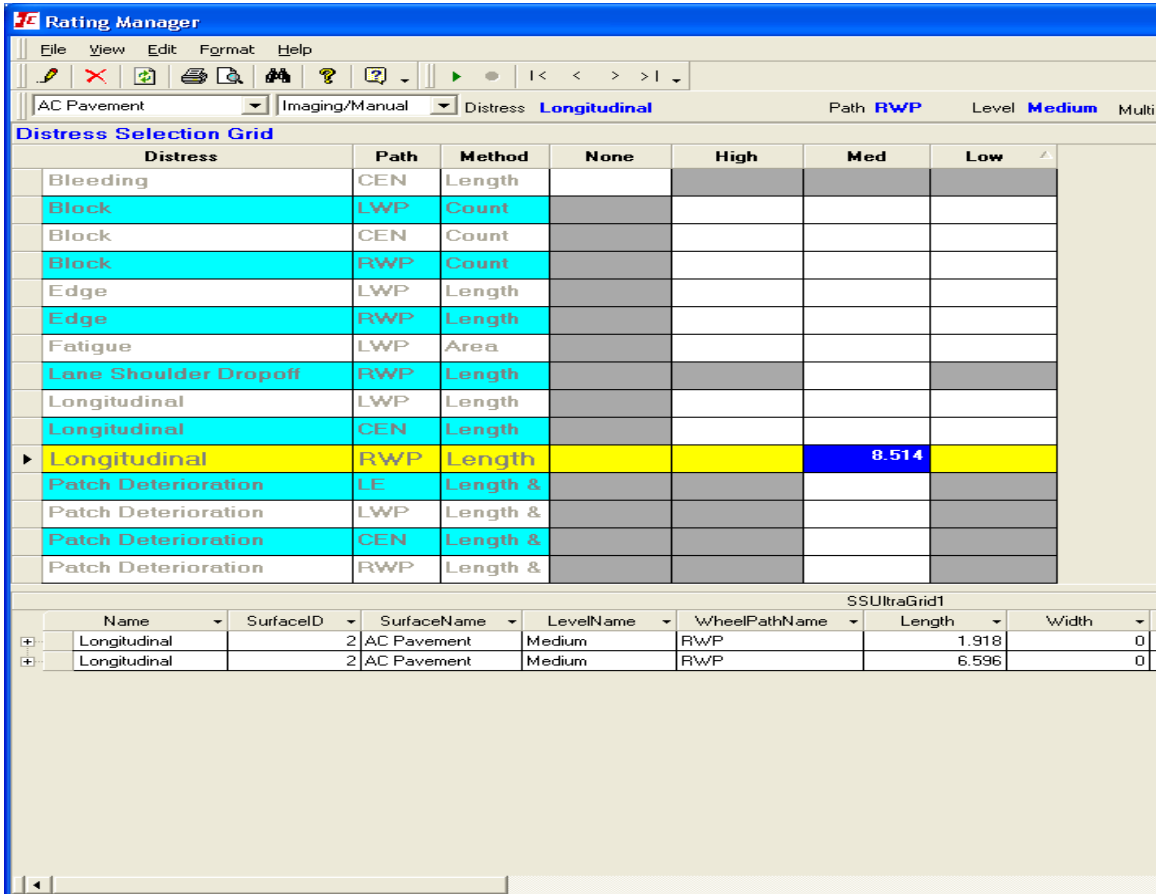 Rating Manager
File View Edit Format Help
|< < > >|
AC Pavement Imaging/Manual Distress Longitudinal Path RWP Level Medium Multi
Distress Selection Grid
Distress Path Method None High Med Low
Bleeding CEN Length
Block LWP Count
Block CEN Count
Block RWP Count
Edge LWP Length
Edge RWP Length
Fatigue LWP Area
Lane Shoulder Dropoff RWP Length
Longitudinal LWP Length
Longitudinal CEN Length
Longitudinal RWP Length 8.514
Patch Deterioration LE Length &
Patch Deterioration LWP Length &
Patch Deterioration CEN Length &
Patch Deterioration RWP Length &
SSUltraGrid1
Name SurfaceID SurfaceName LevelName WheelPathName Length Width
Longitudinal 2 AC Pavement Medium RWP 1.918 0
Longitudinal 2 AC Pavement Medium RWP 6.596 0